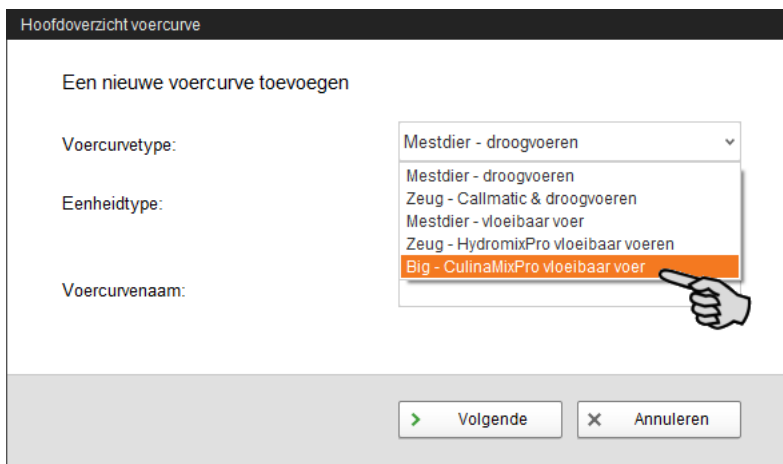 Hoofdoverzicht voercurve
Een nieuwe voercurve toevoegen
Voercurvetype:
Mestdier - droogvoeren
Mestdier - droogvoeren
Zeug - Callmatic & droogvoeren
Eenheidtype:
Mestdier - vloeibaar voer
Zeug - HydromixPro vloeibaar voeren
Big - CulinaMixPro vloeibaar voer
Voercurvenaam:
Volgende
Annuleren